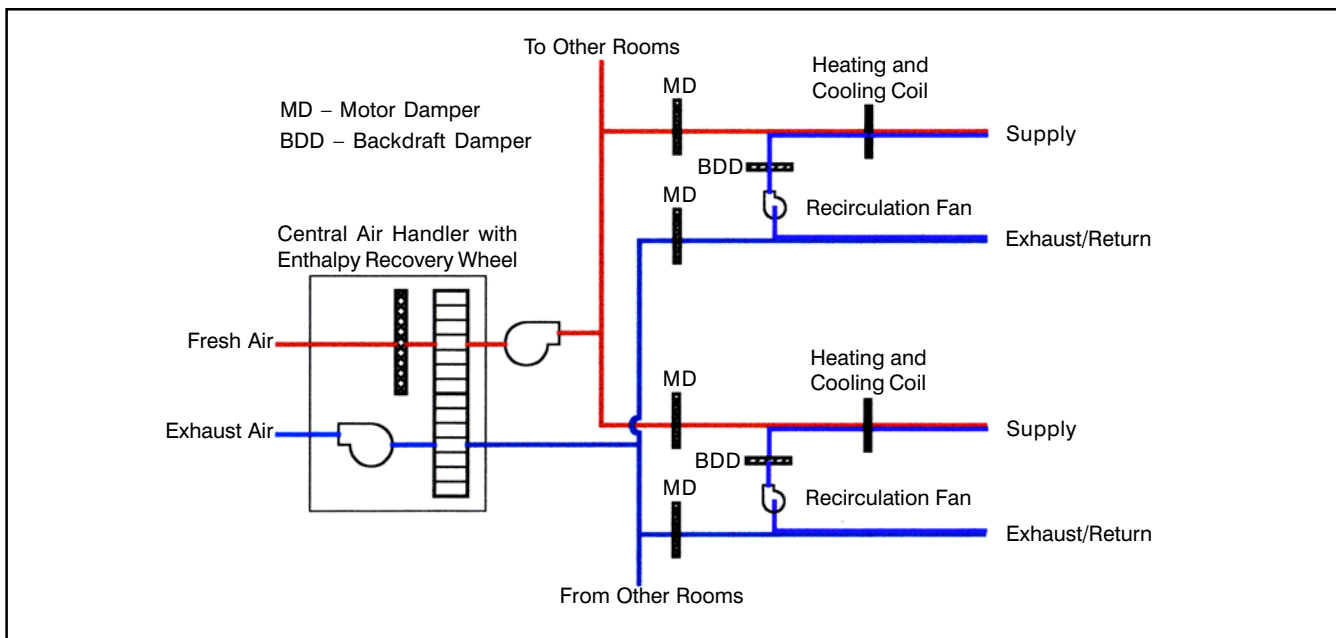 To Other Rooms
MD – Motor Damper
BDD – Backdraft Damper
MD
Heating and
Cooling Coil
Supply
BDD
MD
Recirculation Fan
Exhaust/Return
Central Air Handler with
Enthalpy Recovery Wheel
Fresh Air
Exhaust Air
MD
Heating and
Cooling Coil
Supply
BDD
MD
Recirculation Fan
Exhaust/Return
From Other Rooms